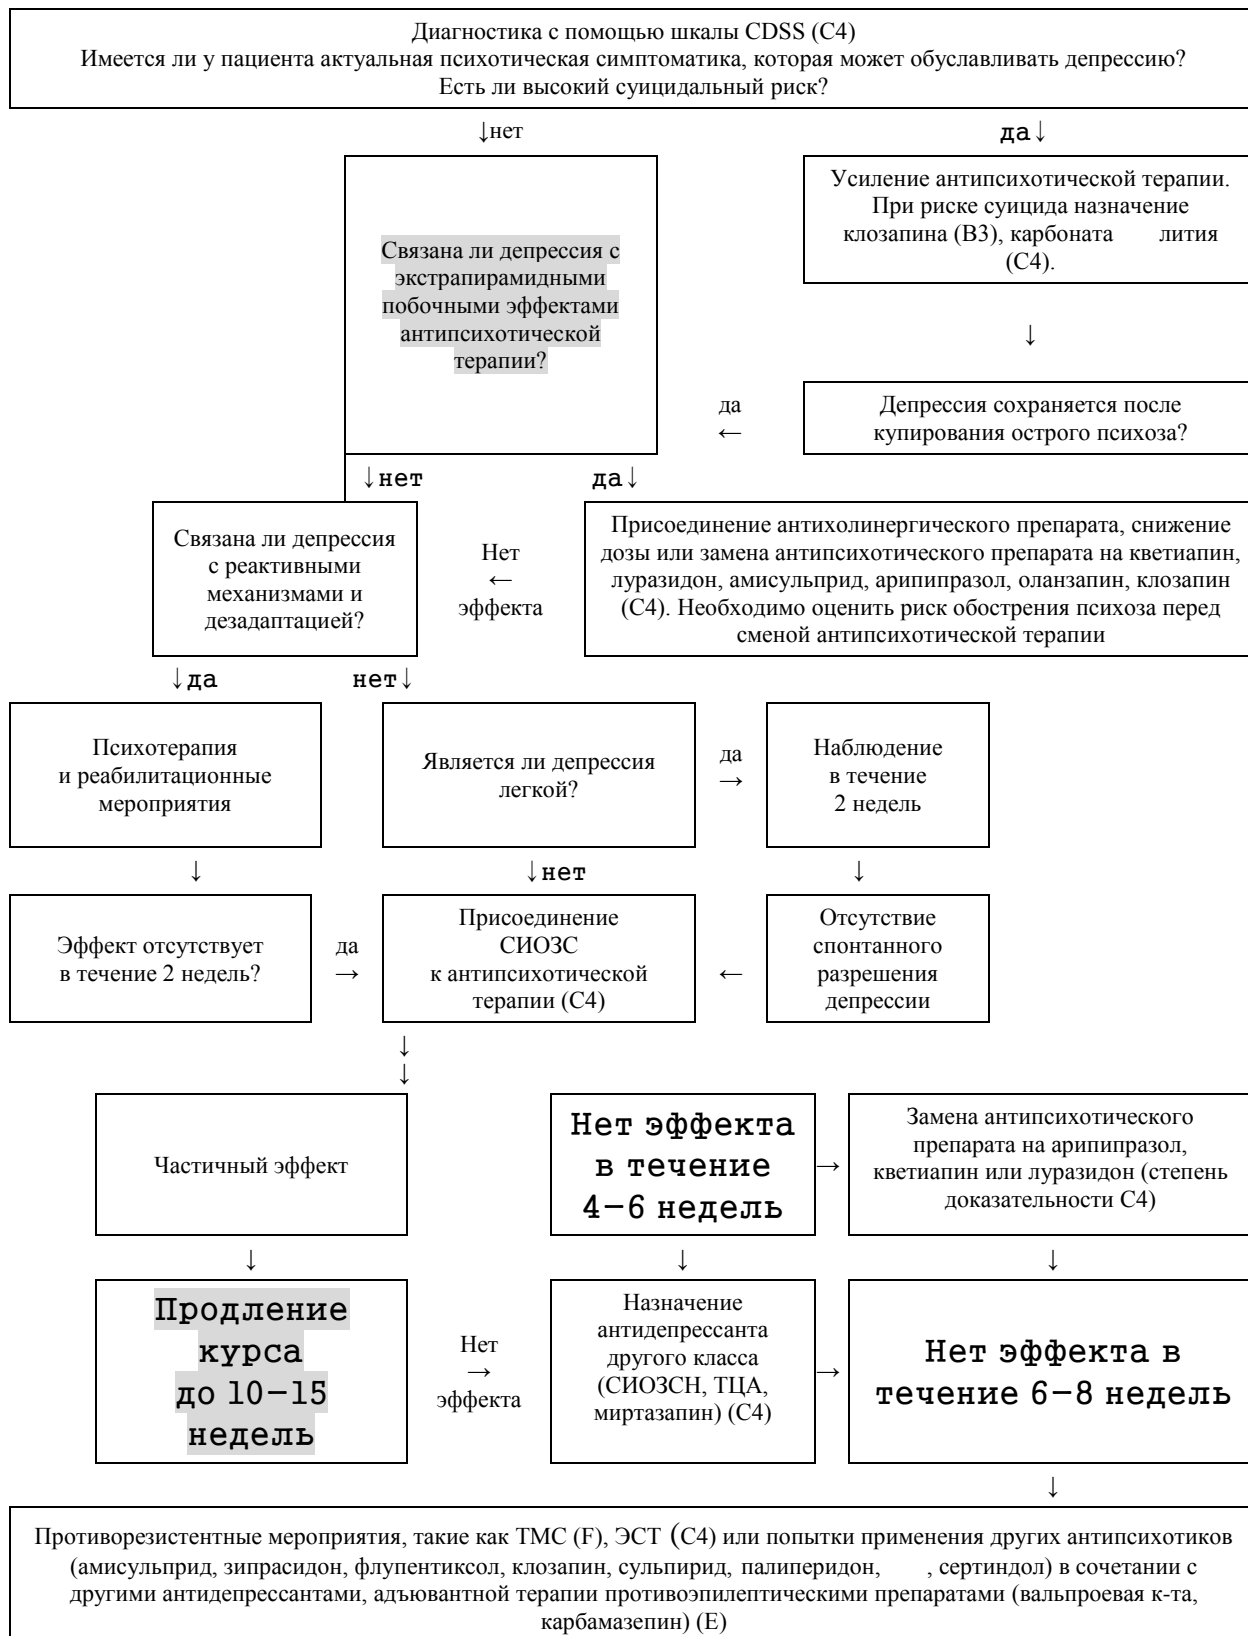 Диагностика с помощью шкалы CDSS (C4)
Имеется ли у пациента актуальная психотическая симптоматика, которая может обуславливать депрессию?
Есть ли высокий суицидальный риск?
↓нет
да↓
Усиление антипсихотической терапии.
При риске суицида назначение
клозапина (B3), карбоната лития
(C4).
Связана ли депрессия с
экстрапирамидными
побочными эффектами
антипсихотической
терапии?
↓
да
←
Депрессия сохраняется после
купирования острого психоза?
↓нет
да↓
Связана ли депрессия
с реактивными
механизмами и
дезадаптацией?
Нет
←
эффекта
Присоединение антихолинергического препарата, снижение
дозы или замена антипсихотического препарата на кветиапин,
луразидон, амисульприд, арипипразол, оланзапин, клозапин
(C4). Необходимо оценить риск обострения психоза перед
сменой антипсихотической терапии
↓да
нет↓
Психотерапия
и реабилитационные
мероприятия
Является ли депрессия
легкой?
да
→
Наблюдение
в течение
2 недель
↓
↓нет
↓
Эффект отсутствует
в течение 2 недель?
да
→
Присоединение
СИОЗС
к антипсихотической
терапии (C4)
←
Отсутствие
спонтанного
разрешения
депрессии
↓
↓
Частичный эффект
Нет эффекта
в течение
4–6 недель
→
Замена антипсихотического
препарата на арипипразол,
кветиапин или луразидон (степень
доказательности C4)
↓
↓
↓
Продление
курса
до 10–15
недель
Нет
→
эффекта
Назначение
антидепрессанта
другого класса
(СИОЗСН, ТЦА,
миртазапин) (C4)
→
Нет эффекта в
течение 6–8 недель
↓
Противорезистентные мероприятия, такие как ТМС (F), ЭСТ (C4) или попытки применения других антипсихотиков
(амисульприд, зипрасидон, флупентиксол, клозапин, сульпирид, палиперидон, , сертиндол) в сочетании с
другими антидепрессантами, адъювантной терапии противоэпилептическими препаратами (вальпроевая к-та,
карбамазепин) (E)